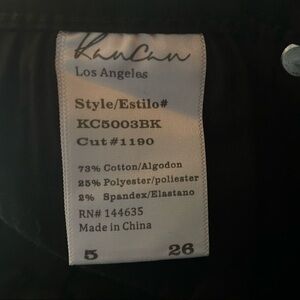 KanCan
Los Angeles
Style/Estilo#
KC5003BK
Cut#1190
73% Cotton/Algodon
25% Polyester/poliester
2% Spandex/Elastano
RN# 144635
Made in China
5 26